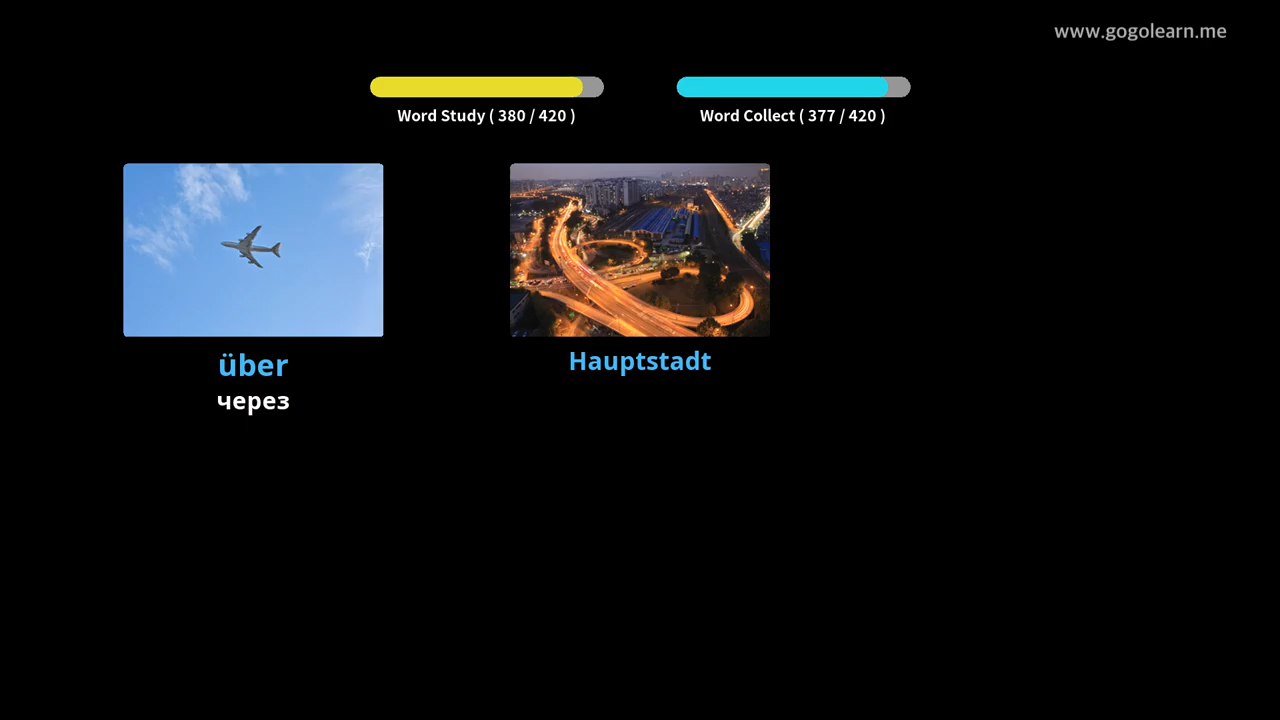 www.gogolearn.me
Word Study ( 380 / 420 )
Word Collect ( 377 / 420 )
über
через
Hauptstadt